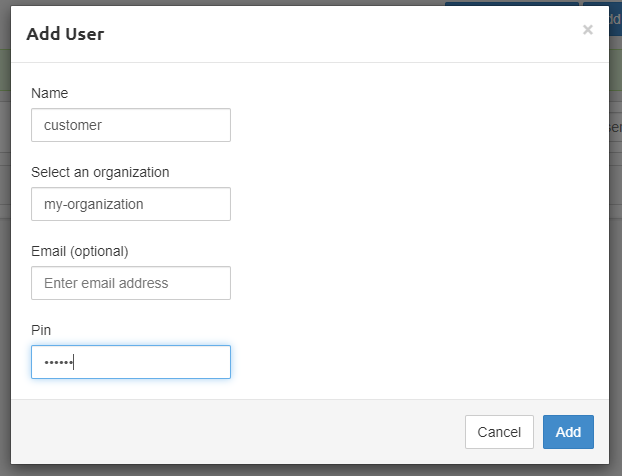 Add User
×
Name
customer
Select an organization
my-organization
Email (optional)
Enter email address
Pin
••••••
Cancel
Add